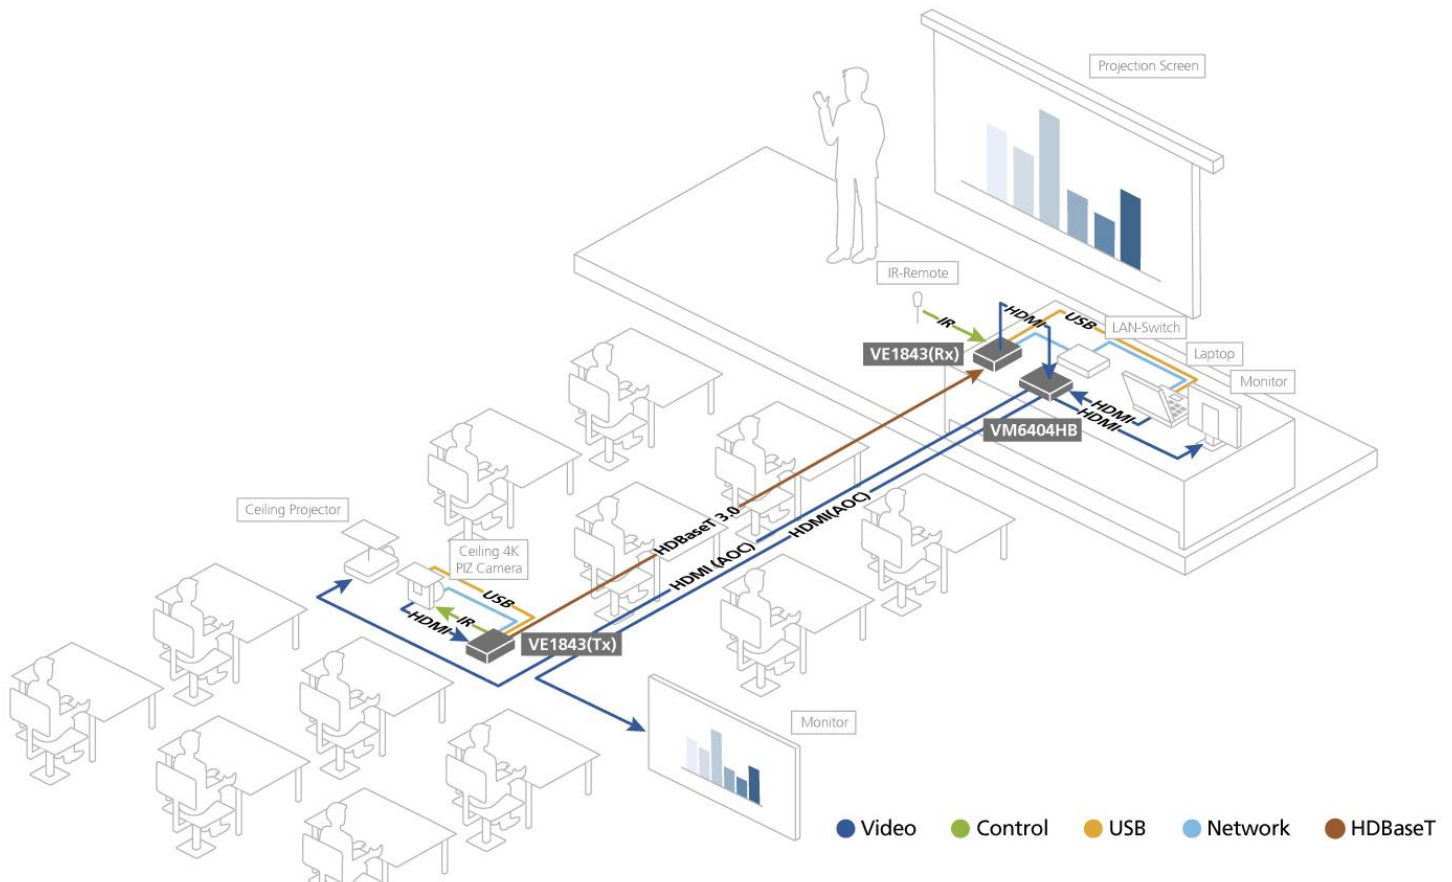 Projection Screen
IR-Remote
IR
HDMI
USB
LAN-Switch
VE1843(Rx)
Laptop
Monitor
HDMI
HDMI
VM6404HB
Ceiling Projector
Ceiling 4K
PIZ Camera
HDBaseT 3.0
HDMI(AOC)
HDMI (AOC)
USB
IR
HDMI
VE1843(Tx)
Monitor
Video
Control
USB
Network
HDBaseT